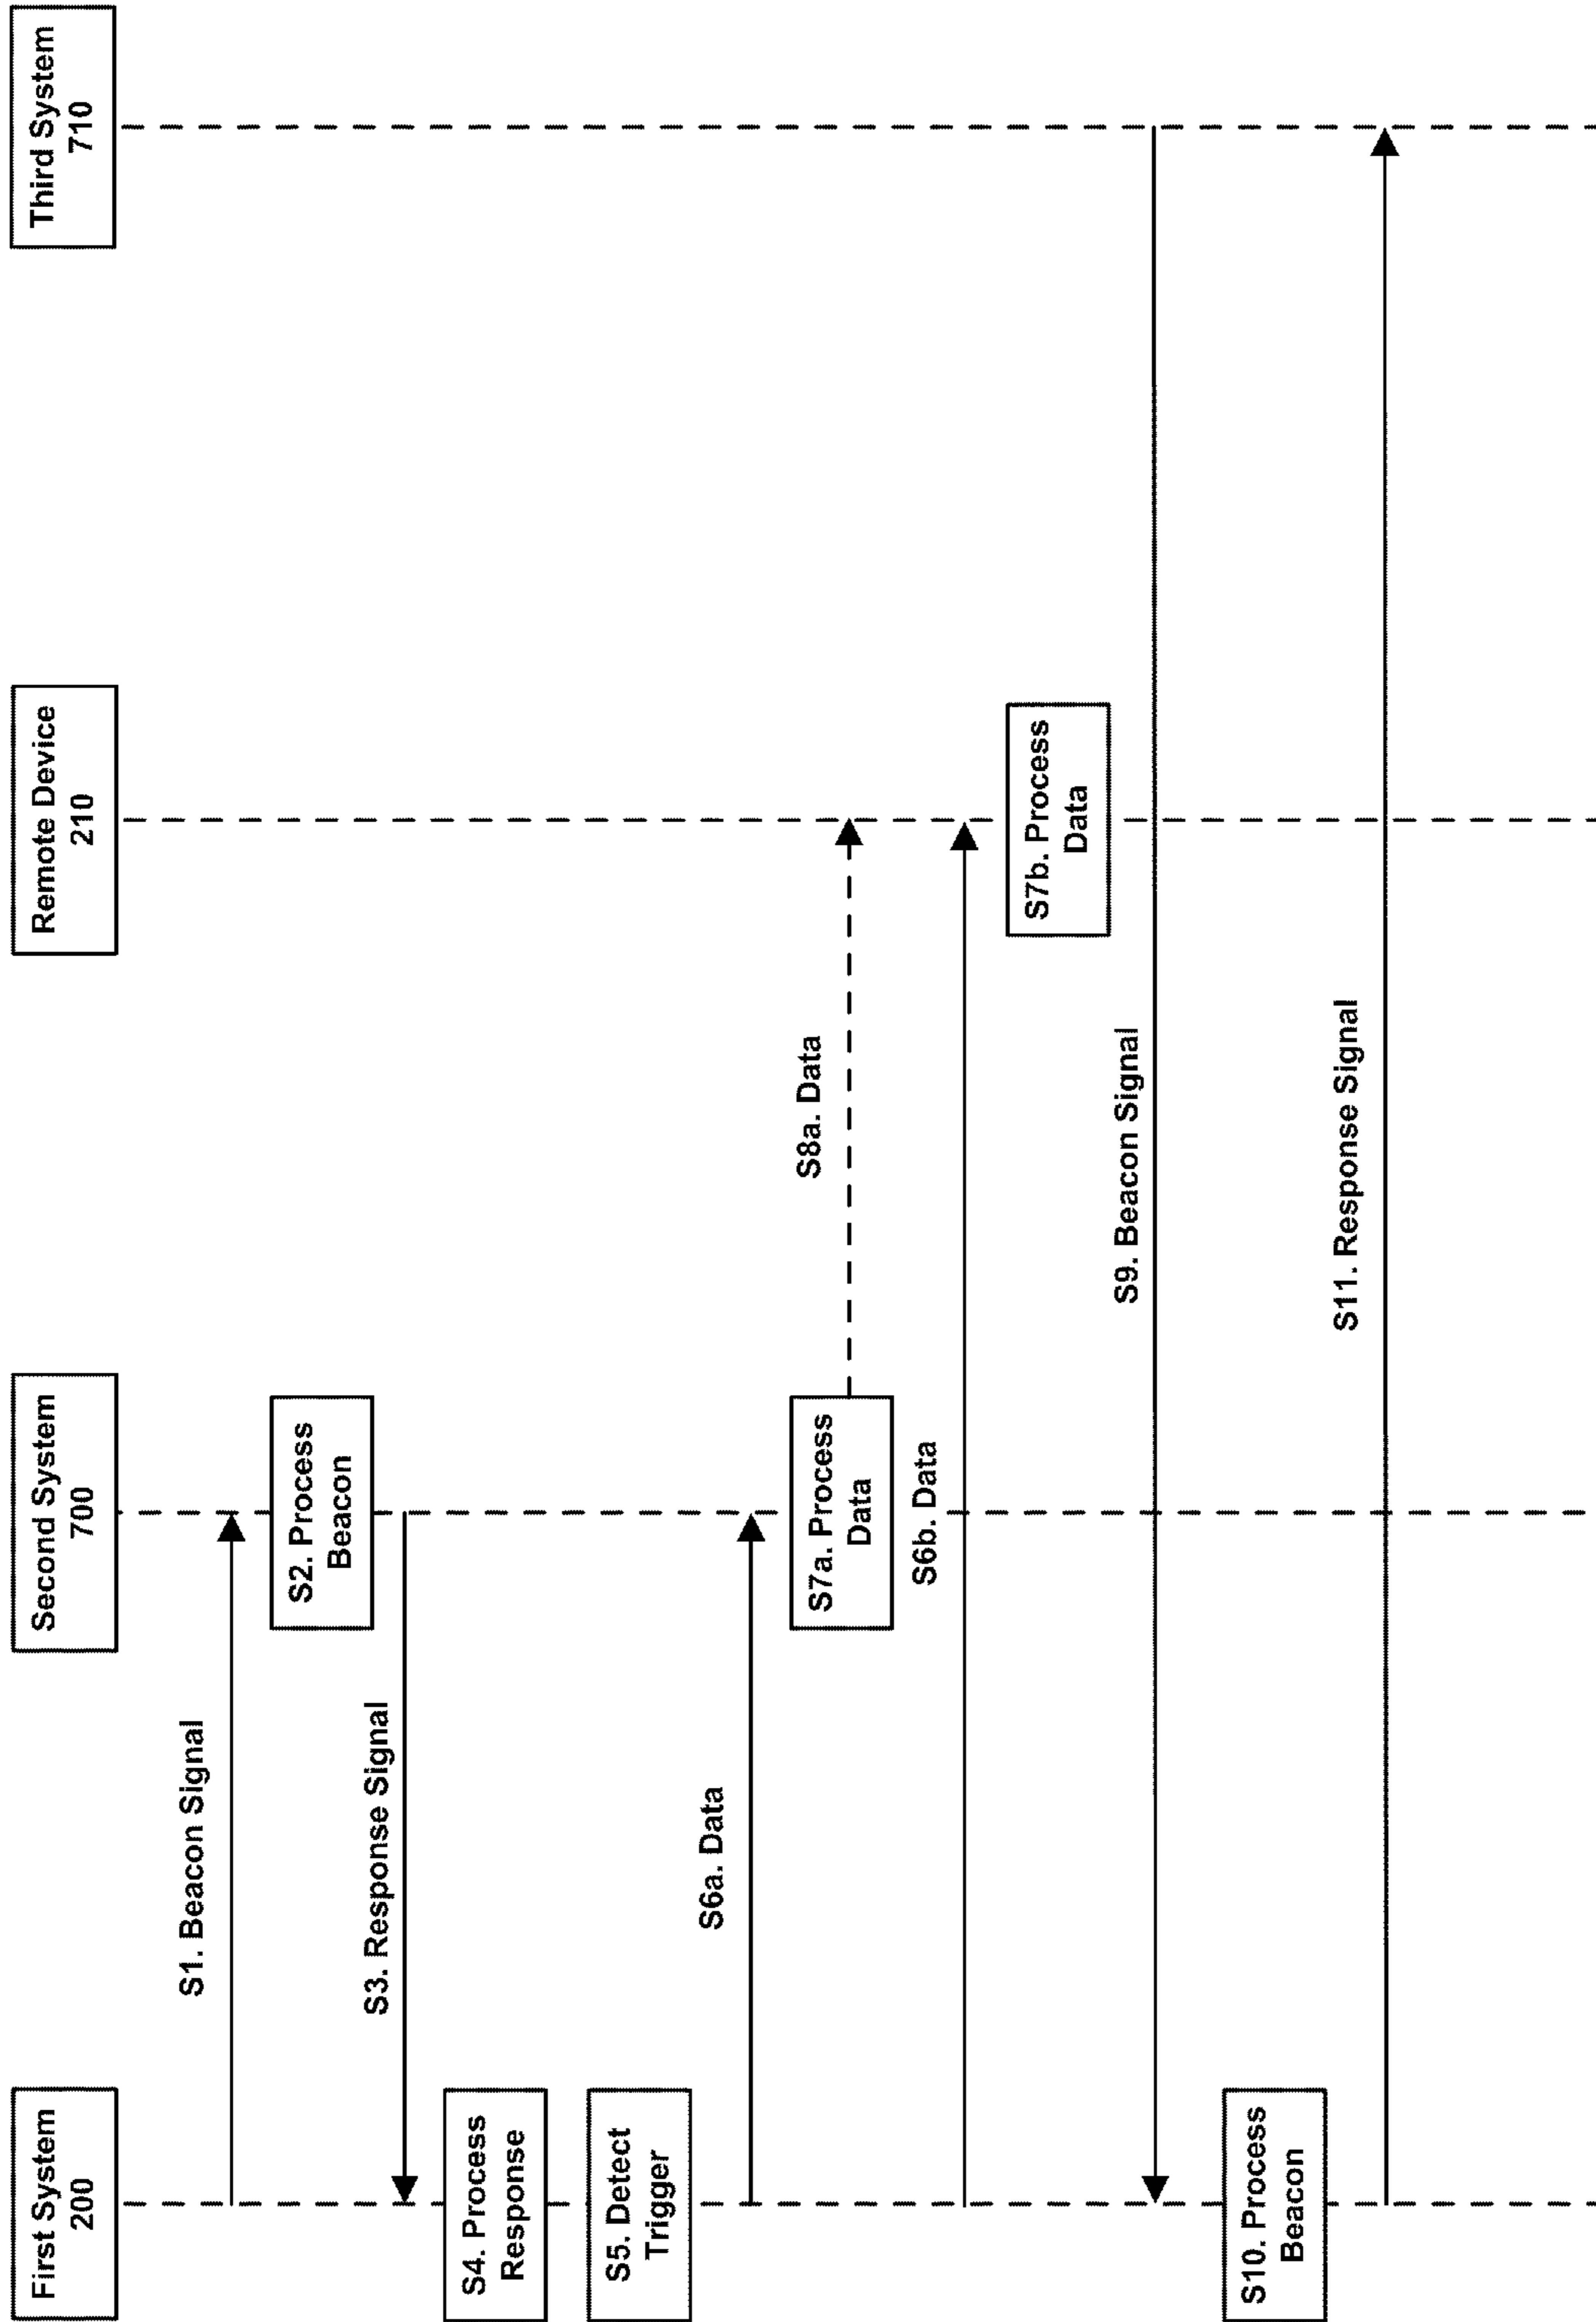 First System
200
Second System
700
Remote Device
210
Third System
710
S1. Beacon Signal
S2. Process
Beacon
S3. Response Signal
S4. Process
Response
S5. Detect
Trigger
S6a. Data
S7a. Process
Data
S8a. Data
S6b. Data
S7b. Process
Data
S9. Beacon Signal
S10. Process
Beacon
S11. Response Signal